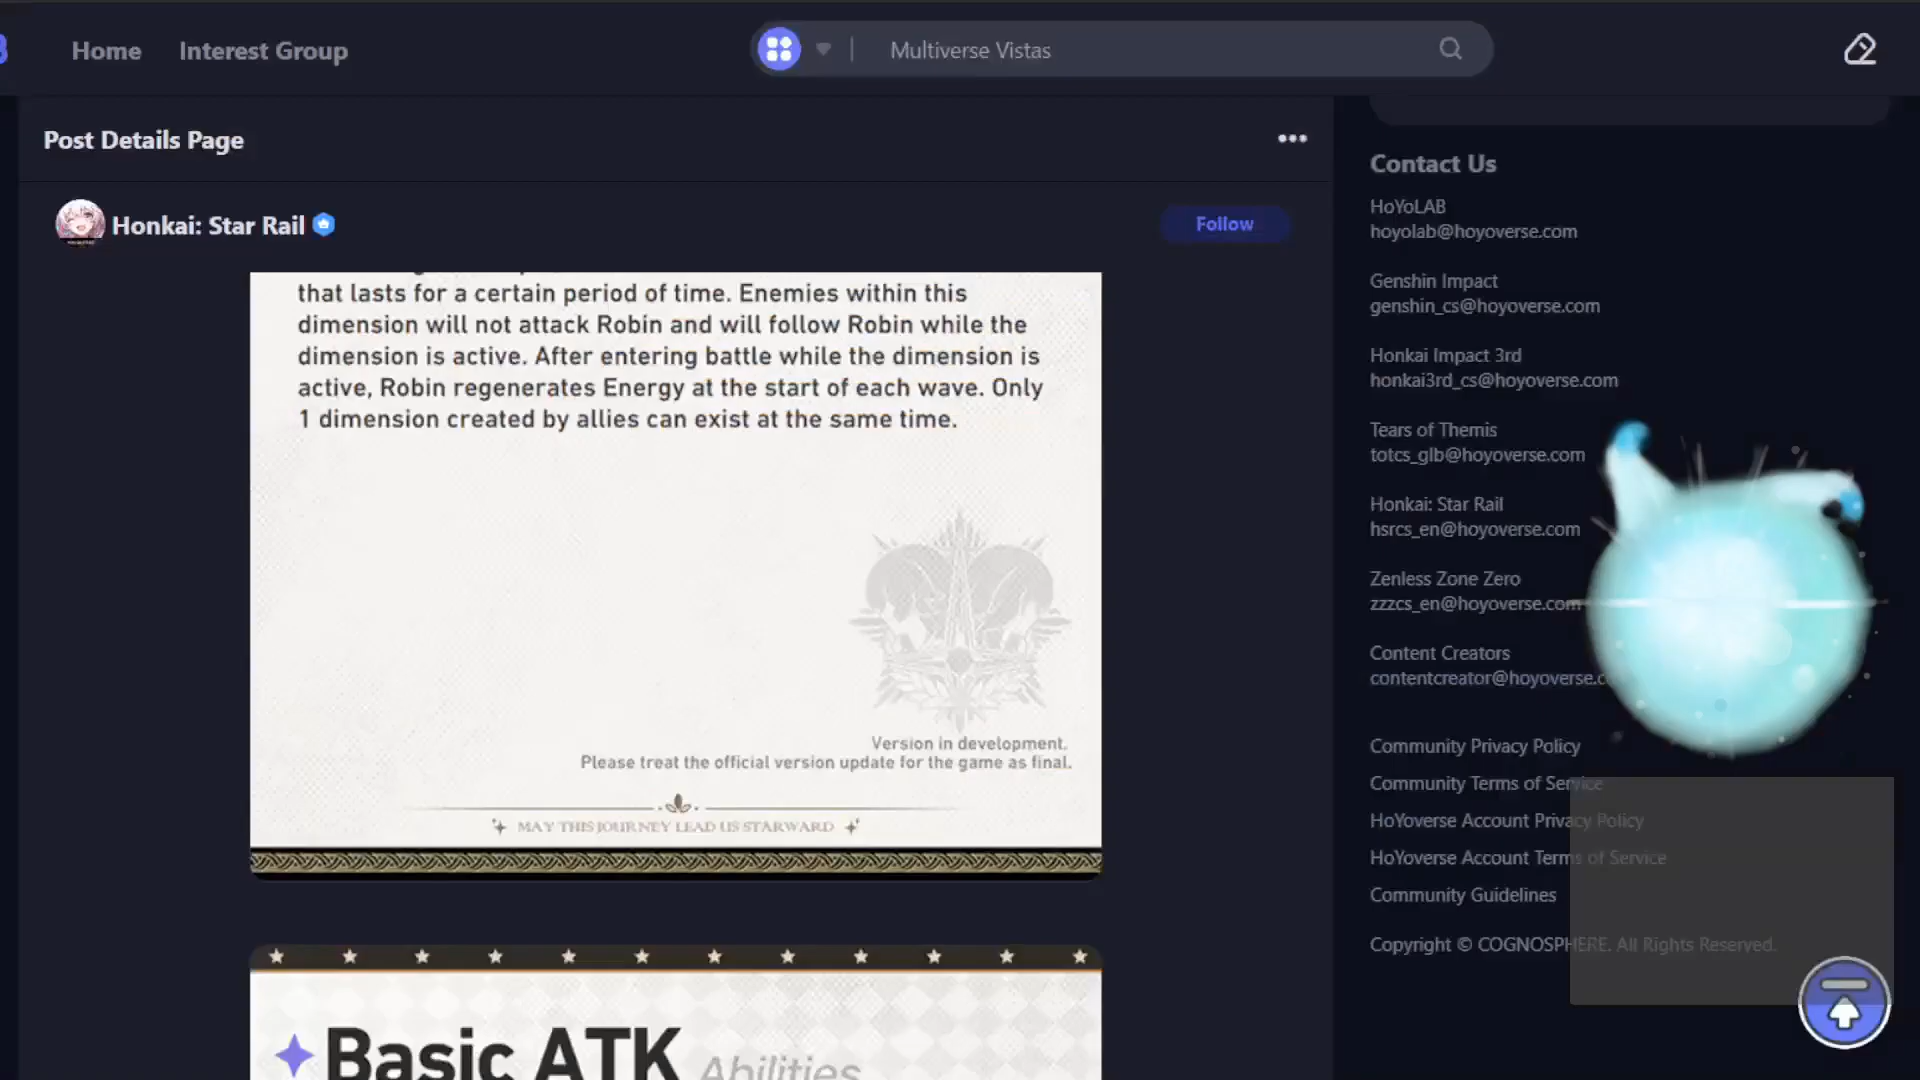 Home
Interest Group
Multiverse Vistas
Post Details Page
Honkai: Star Rail
Follow
that lasts for a certain period of time. Enemies within this
dimension will not attack Robin and will follow Robin while the
dimension is active. After entering battle while the dimension is
active, Robin regenerates Energy at the start of each wave. Only
1 dimension created by allies can exist at the same time.
Version in development.
Please treat the official version update for the game as final.
MAY THIS JOURNEY LEAD US STARWARD
Basic ATK Abilities
Contact Us
HoYoLAB
hoyolab@hoyoverse.com
Genshin Impact
genshin_cs@hoyoverse.com
Honkai Impact 3rd
honkai3rd_cs@hoyoverse.com
Tears of Themis
totcs_glb@hoyoverse.com
Honkai: Star Rail
hsrcs_en@hoyoverse.com
Zenless Zone Zero
zzzcs_en@hoyoverse.com
Content Creators
contentcreator@hoyoverse.c
Community Privacy Policy
Community Terms of Service
HoYoverse Account Privacy Policy
HoYoverse Account Terms of Service
Community Guidelines
Copyright © COGNOSPHERE. All Rights Reserved.